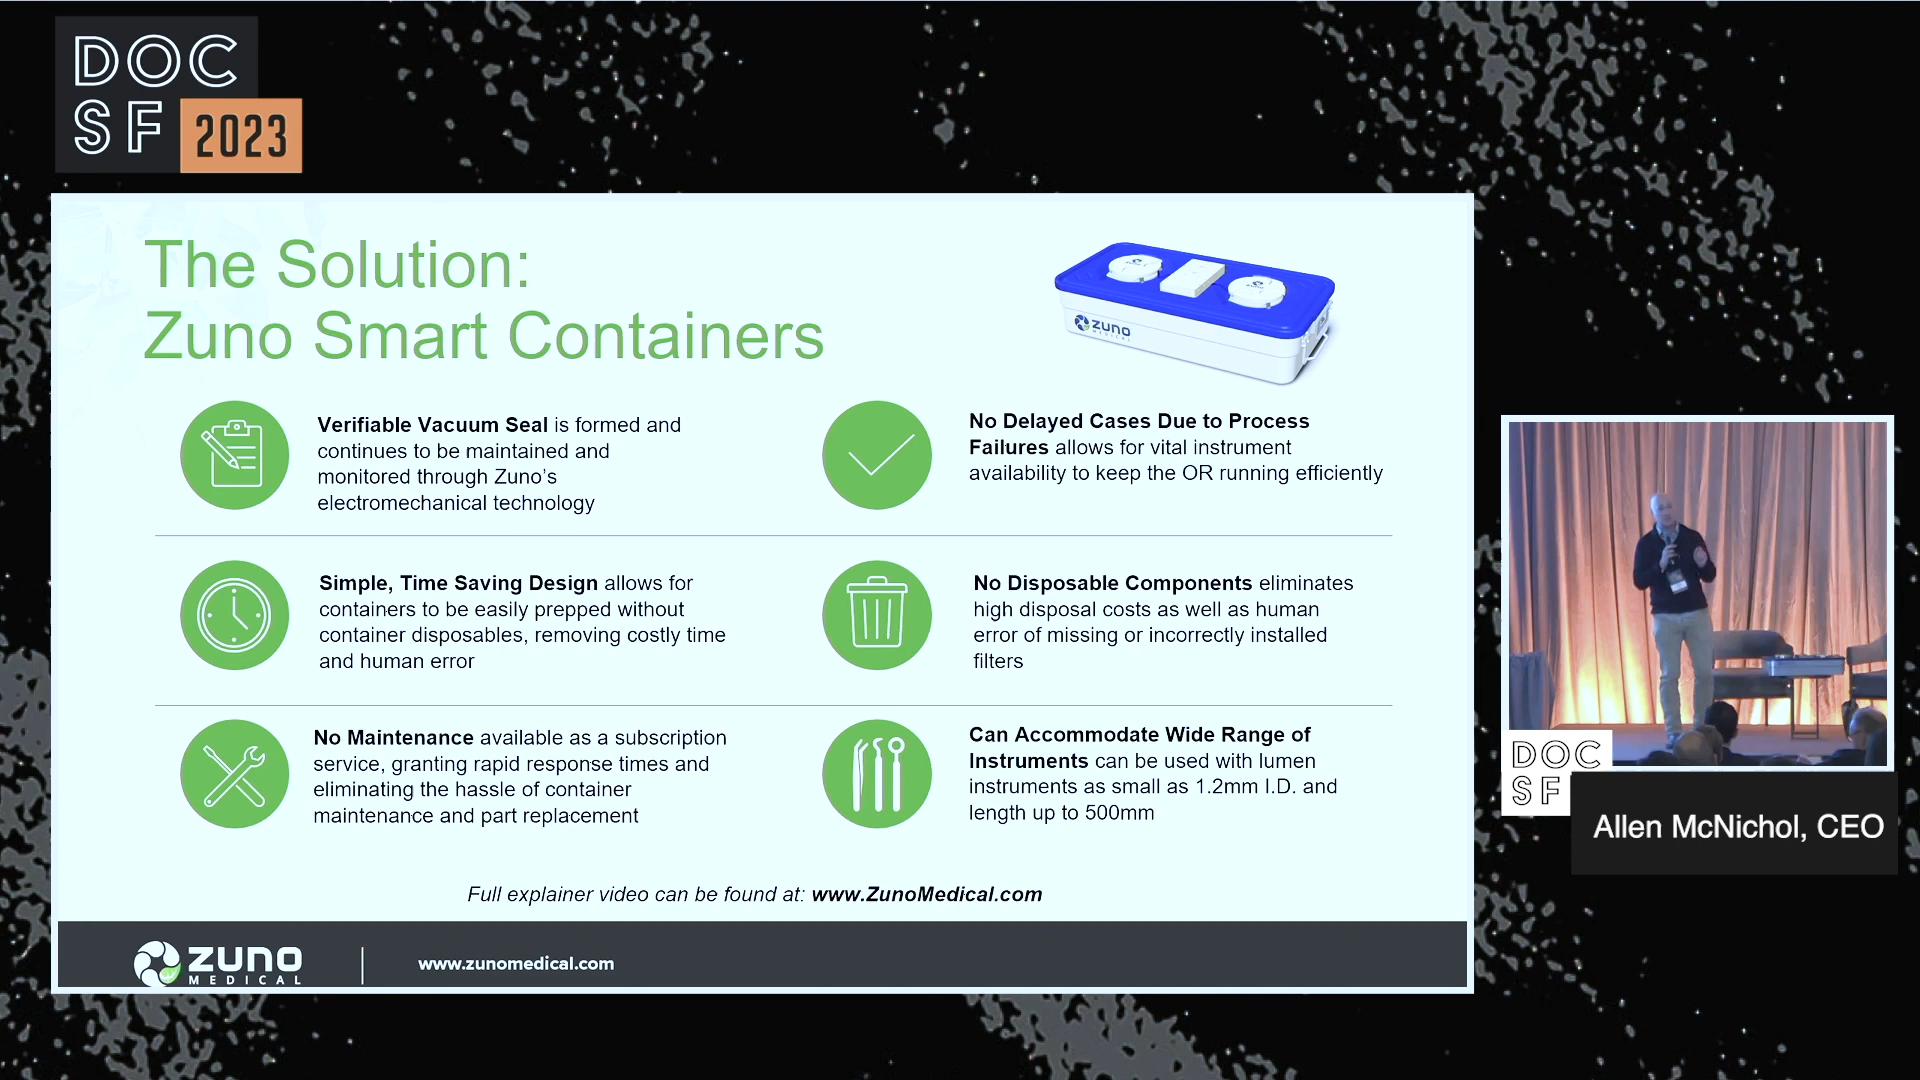 DOC
SF 2023
The Solution:
Zuno Smart Containers
ZUNO
MEDICAL
Verifiable Vacuum Seal is formed and
continues to be maintained and
monitored through Zuno’s
electromechanical technology
No Delayed Cases Due to Process
Failures allows for vital instrument
availability to keep the OR running efficiently
Simple, Time Saving Design allows for
containers to be easily prepped without
container disposables, removing costly time
and human error
No Disposable Components eliminates
high disposal costs as well as human
error of missing or incorrectly installed
filters
No Maintenance available as a subscription
service, granting rapid response times and
eliminating the hassle of container
maintenance and part replacement
Can Accommodate Wide Range of
Instruments can be used with lumen
instruments as small as 1.2mm I.D. and
length up to 500mm
Full explainer video can be found at: www.ZunoMedical.com
ZUNO
MEDICAL
www.zunomedical.com
DOC
SF
Allen McNichol, CEO